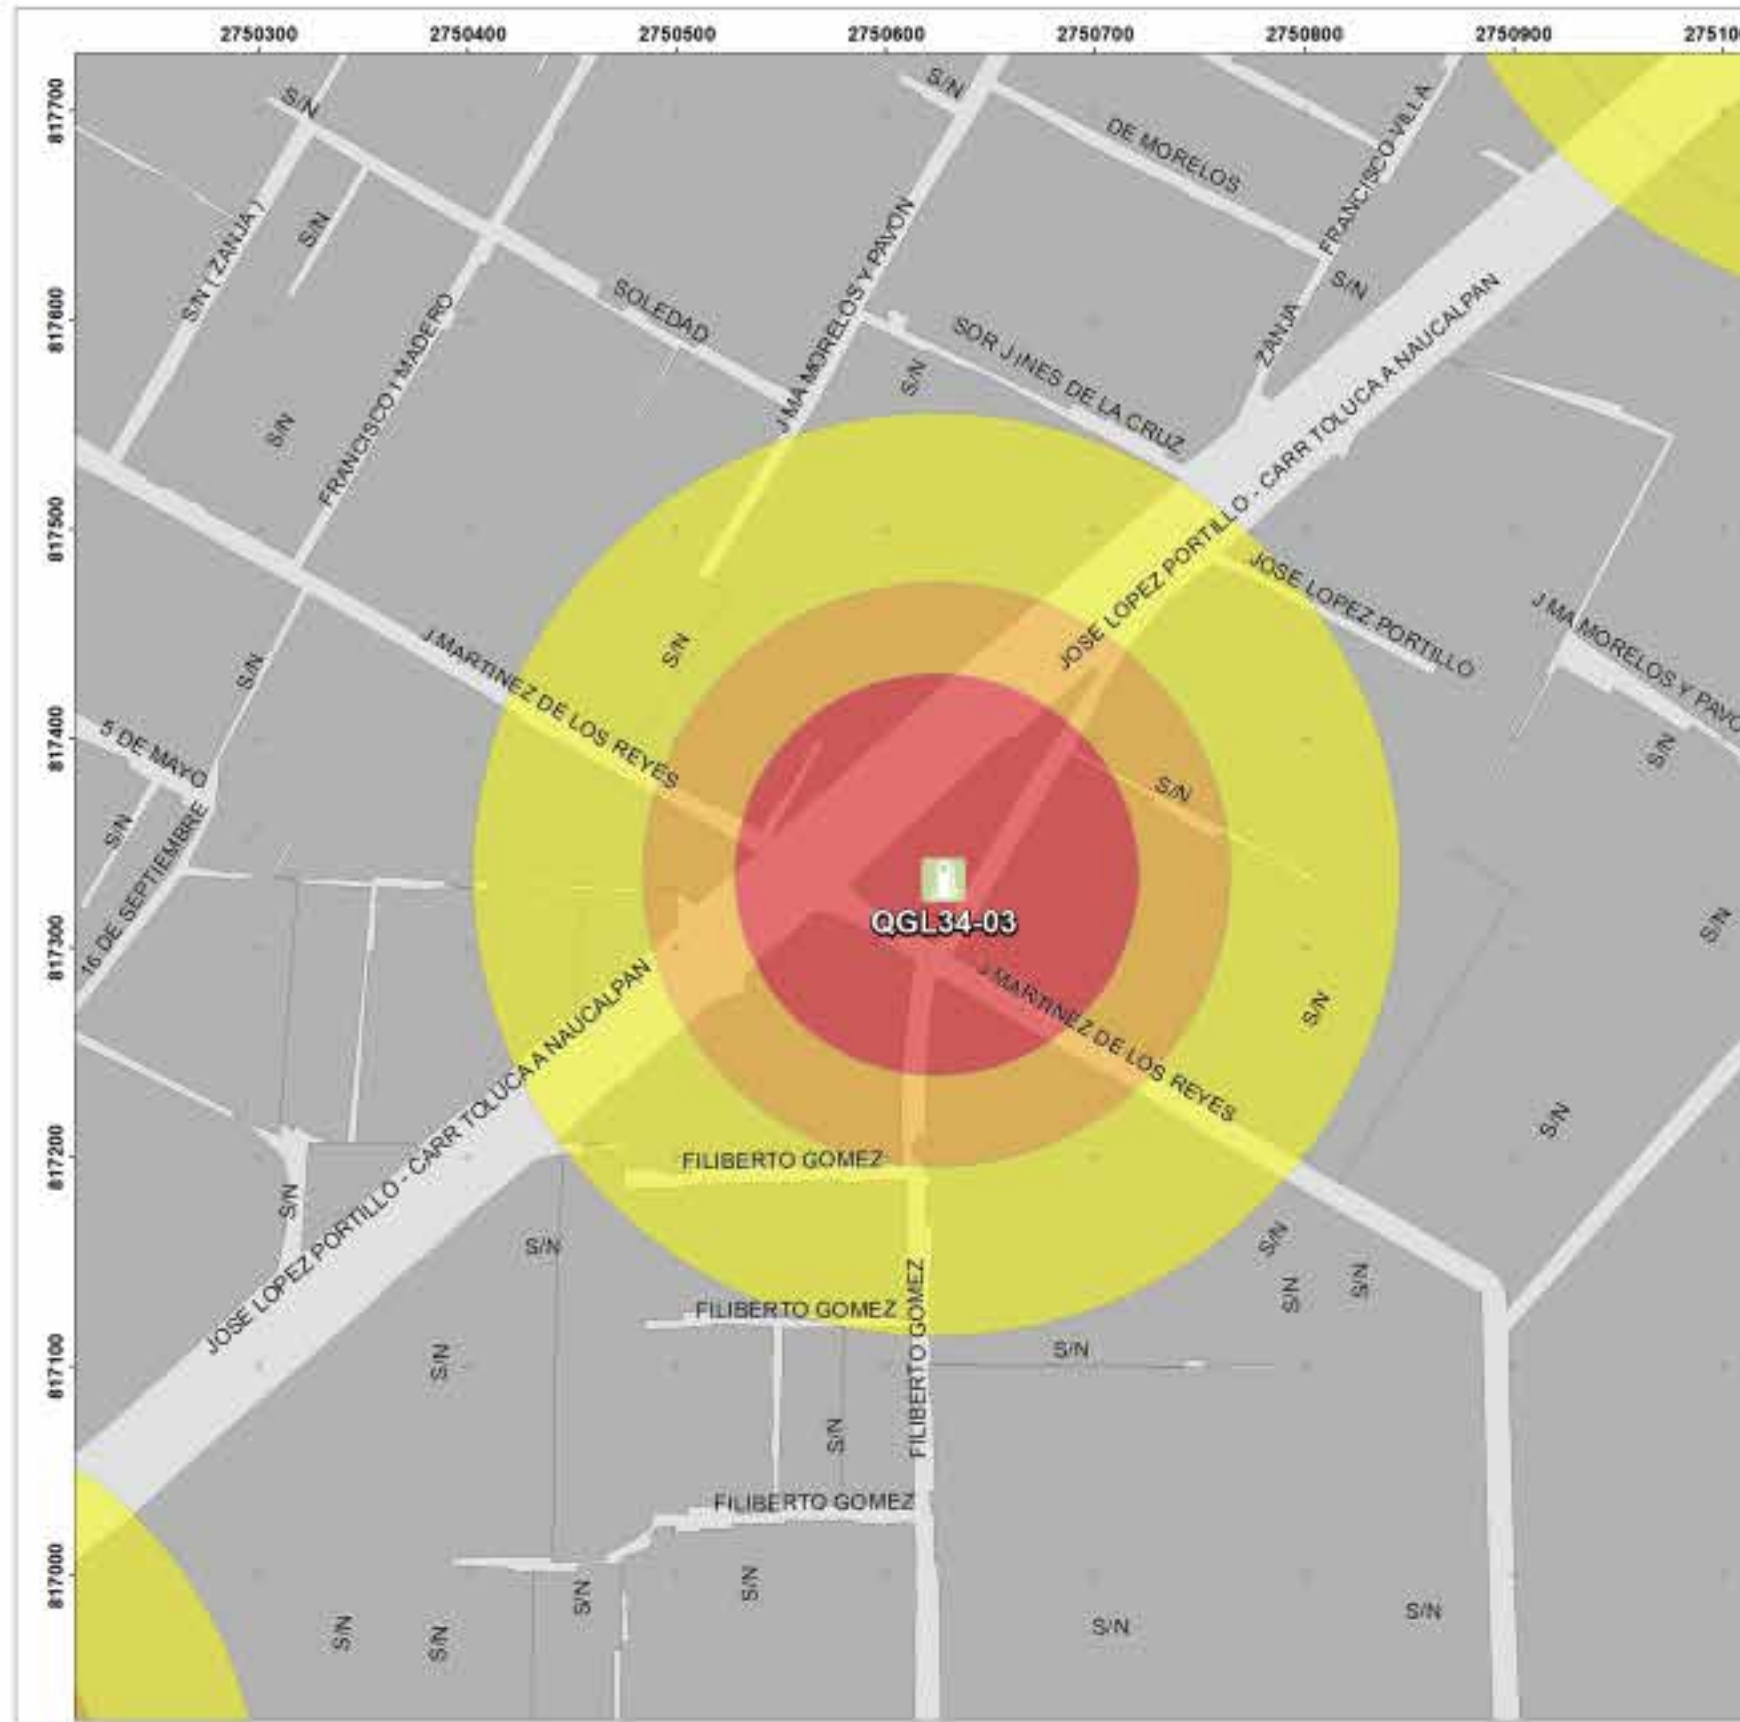 2750300
2750400
2750500
2750600
2750700
2750800
2750900
275100
817700
817600
817500
817400
817300
817200
817100
817000
S/N
S/N
DE MORELOS
FRANCISCO VILLA
S/N ( ZANJA )
S/N
J MA MORELOS Y PAVON
S/N
SOLEDAD
ZANJA
FRANCISCO I MADERO
SOR J INES DE LA CRUZ
S/N
S/N
JOSE LOPEZ PORTILLO - CARR TOLUCA A NAUCALPAN
JOSE LOPEZ PORTILLO
S/N
S/N
J MARTINEZ DE LOS REYES
J MA MORELOS Y PAVO
S/N
5 DE MAYO
S/N
S/N
16 DE SEPTIEMBRE
QGL34-03
S/N
S/N
J MARTINEZ DE LOS REYES
S/N
JOSE LOPEZ PORTILLO - CARR TOLUCA A NAUCALPAN
FILIBERTO GOMEZ
S/N
S/N
S/N
S/N
S/N
FILIBERTO GOMEZ
FILIBERTO GOMEZ
S/N
S/N
S/N
FILIBERTO GOMEZ
S/N
S/N
S/N
S/N
S/N
S/N